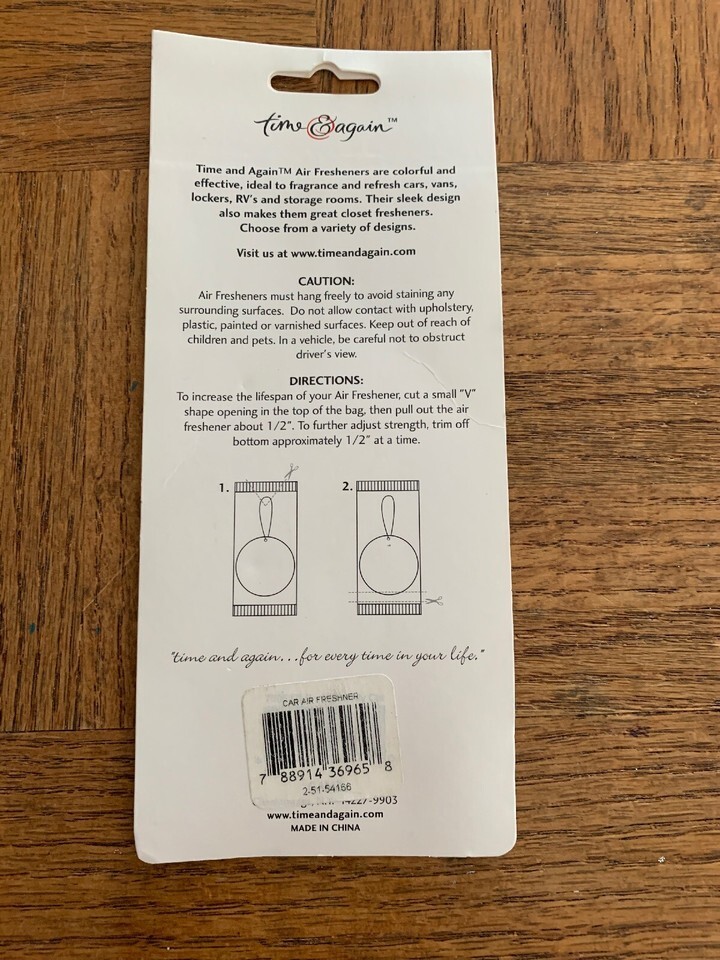 time & again™
Time and Again™ Air Fresheners are colorful and
effective, ideal to fragrance and refresh cars, vans,
lockers, RV's and storage rooms. Their sleek design
also makes them great closet fresheners.
Choose from a variety of designs.
Visit us at www.timeandagain.com
CAUTION:
Air Fresheners must hang freely to avoid staining any
surrounding surfaces. Do not allow contact with upholstery,
plastic, painted or varnished surfaces. Keep out of reach of
children and pets. In a vehicle, be careful not to obstruct
driver's view.
DIRECTIONS:
To increase the lifespan of your Air Freshener, cut a small "V"
shape opening in the top of the bag, then pull out the air
freshener about 1/2". To further adjust strength, trim off
bottom approximately 1/2" at a time.
1. 2.
"time and again...for every time in your life."
CAR AIR FRESHNER
7 88914 36965 8
2-51-54166
14227-9903
www.timeandagain.com
MADE IN CHINA